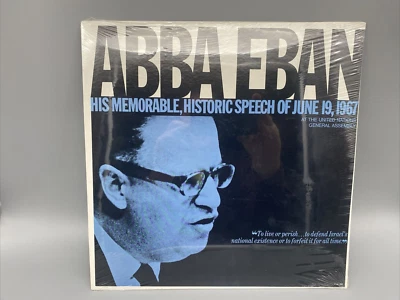 ABBA EBAN
HIS MEMORABLE, HISTORIC SPEECH OF JUNE 19, 1967
AT THE UNITED NATIONS
GENERAL ASSEMBLY
"To live or perish...to defend Israel's
national existence or to forfeit it for all time."